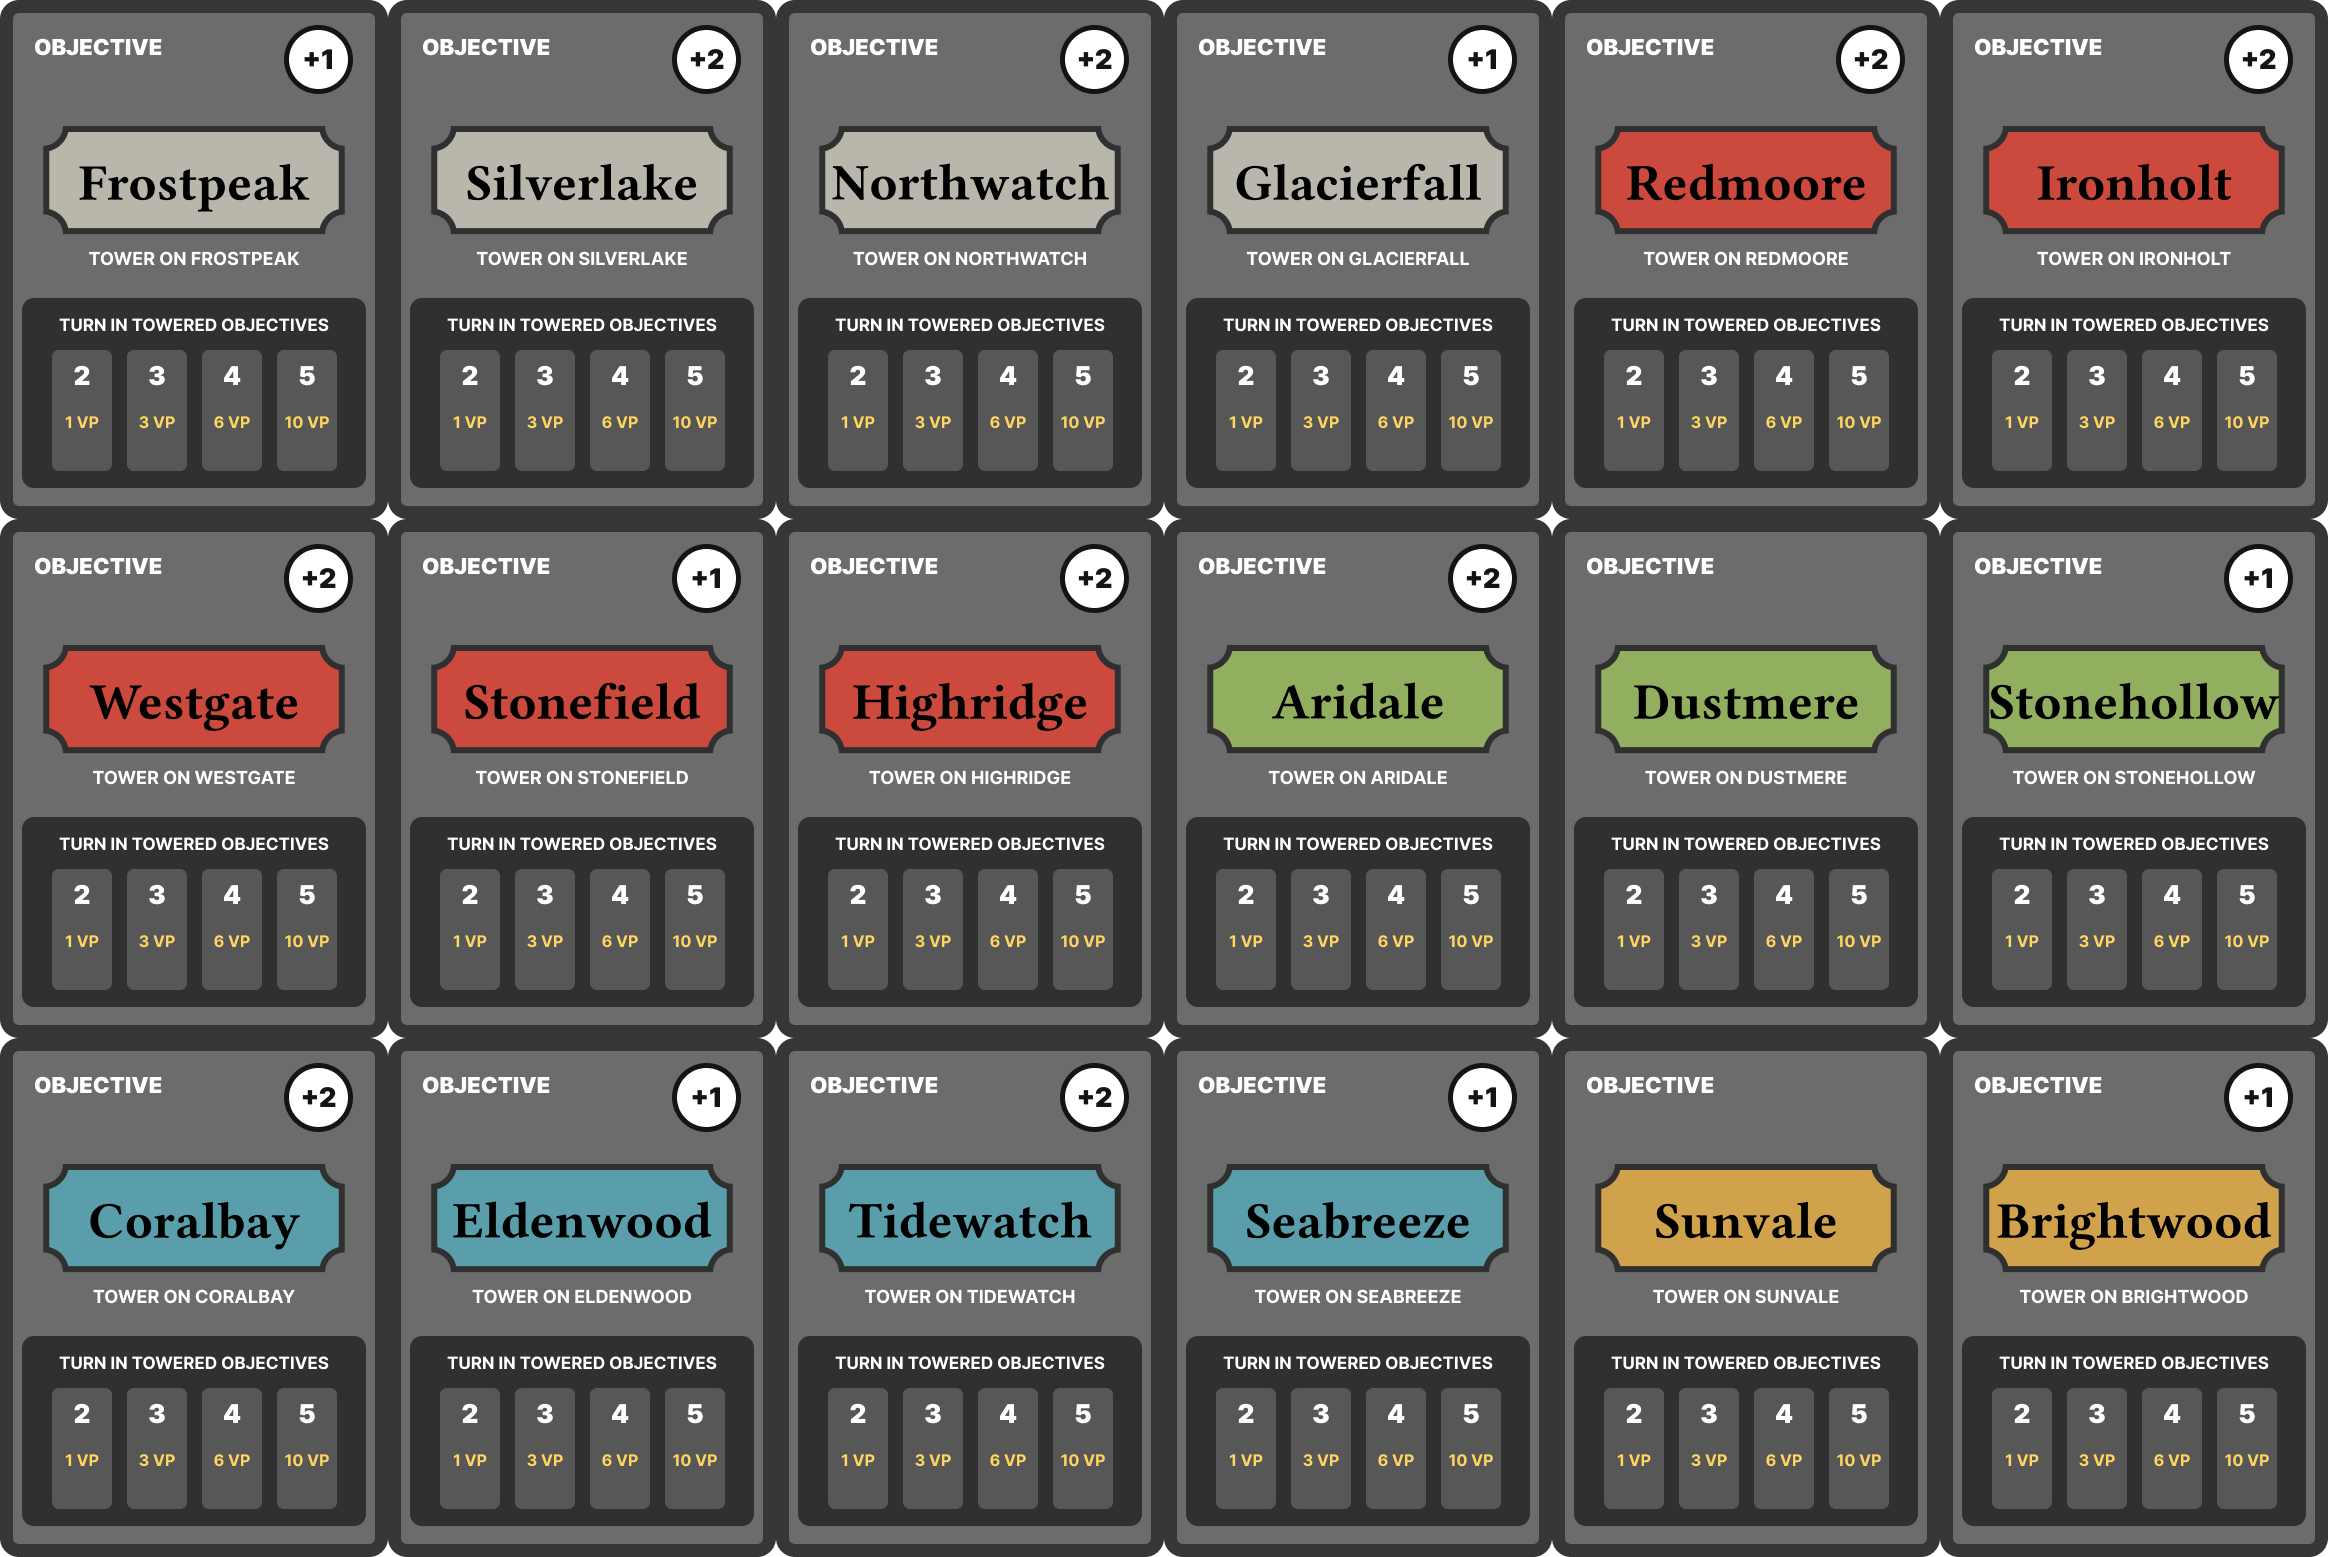 OBJECTIVE
+1
Frostpeak
TOWER ON FROSTPEAK
TURN IN TOWERED OBJECTIVES
2 3 4 5
1 VP 3 VP 6 VP 10 VP
OBJECTIVE
+2
Silverlake
TOWER ON SILVERLAKE
TURN IN TOWERED OBJECTIVES
2 3 4 5
1 VP 3 VP 6 VP 10 VP
OBJECTIVE
+2
Northwatch
TOWER ON NORTHWATCH
TURN IN TOWERED OBJECTIVES
2 3 4 5
1 VP 3 VP 6 VP 10 VP
OBJECTIVE
+1
Glacierfall
TOWER ON GLACIERFALL
TURN IN TOWERED OBJECTIVES
2 3 4 5
1 VP 3 VP 6 VP 10 VP
OBJECTIVE
+2
Redmoore
TOWER ON REDMOORE
TURN IN TOWERED OBJECTIVES
2 3 4 5
1 VP 3 VP 6 VP 10 VP
OBJECTIVE
+2
Ironholt
TOWER ON IRONHOLT
TURN IN TOWERED OBJECTIVES
2 3 4 5
1 VP 3 VP 6 VP 10 VP
OBJECTIVE
+2
Westgate
TOWER ON WESTGATE
TURN IN TOWERED OBJECTIVES
2 3 4 5
1 VP 3 VP 6 VP 10 VP
OBJECTIVE
+1
Stonefield
TOWER ON STONEFIELD
TURN IN TOWERED OBJECTIVES
2 3 4 5
1 VP 3 VP 6 VP 10 VP
OBJECTIVE
+2
Highridge
TOWER ON HIGHRIDGE
TURN IN TOWERED OBJECTIVES
2 3 4 5
1 VP 3 VP 6 VP 10 VP
OBJECTIVE
+2
Aridale
TOWER ON ARIDALE
TURN IN TOWERED OBJECTIVES
2 3 4 5
1 VP 3 VP 6 VP 10 VP
OBJECTIVE
Dustmere
TOWER ON DUSTMERE
TURN IN TOWERED OBJECTIVES
2 3 4 5
1 VP 3 VP 6 VP 10 VP
OBJECTIVE
+1
Stonehollow
TOWER ON STONEHOLLOW
TURN IN TOWERED OBJECTIVES
2 3 4 5
1 VP 3 VP 6 VP 10 VP
OBJECTIVE
+2
Coralbay
TOWER ON CORALBAY
TURN IN TOWERED OBJECTIVES
2 3 4 5
1 VP 3 VP 6 VP 10 VP
OBJECTIVE
+1
Eldenwood
TOWER ON ELDENWOOD
TURN IN TOWERED OBJECTIVES
2 3 4 5
1 VP 3 VP 6 VP 10 VP
OBJECTIVE
+2
Tidewatch
TOWER ON TIDEWATCH
TURN IN TOWERED OBJECTIVES
2 3 4 5
1 VP 3 VP 6 VP 10 VP
OBJECTIVE
+1
Seabreeze
TOWER ON SEABREEZE
TURN IN TOWERED OBJECTIVES
2 3 4 5
1 VP 3 VP 6 VP 10 VP
OBJECTIVE
Sunvale
TOWER ON SUNVALE
TURN IN TOWERED OBJECTIVES
2 3 4 5
1 VP 3 VP 6 VP 10 VP
OBJECTIVE
+1
Brightwood
TOWER ON BRIGHTWOOD
TURN IN TOWERED OBJECTIVES
2 3 4 5
1 VP 3 VP 6 VP 10 VP